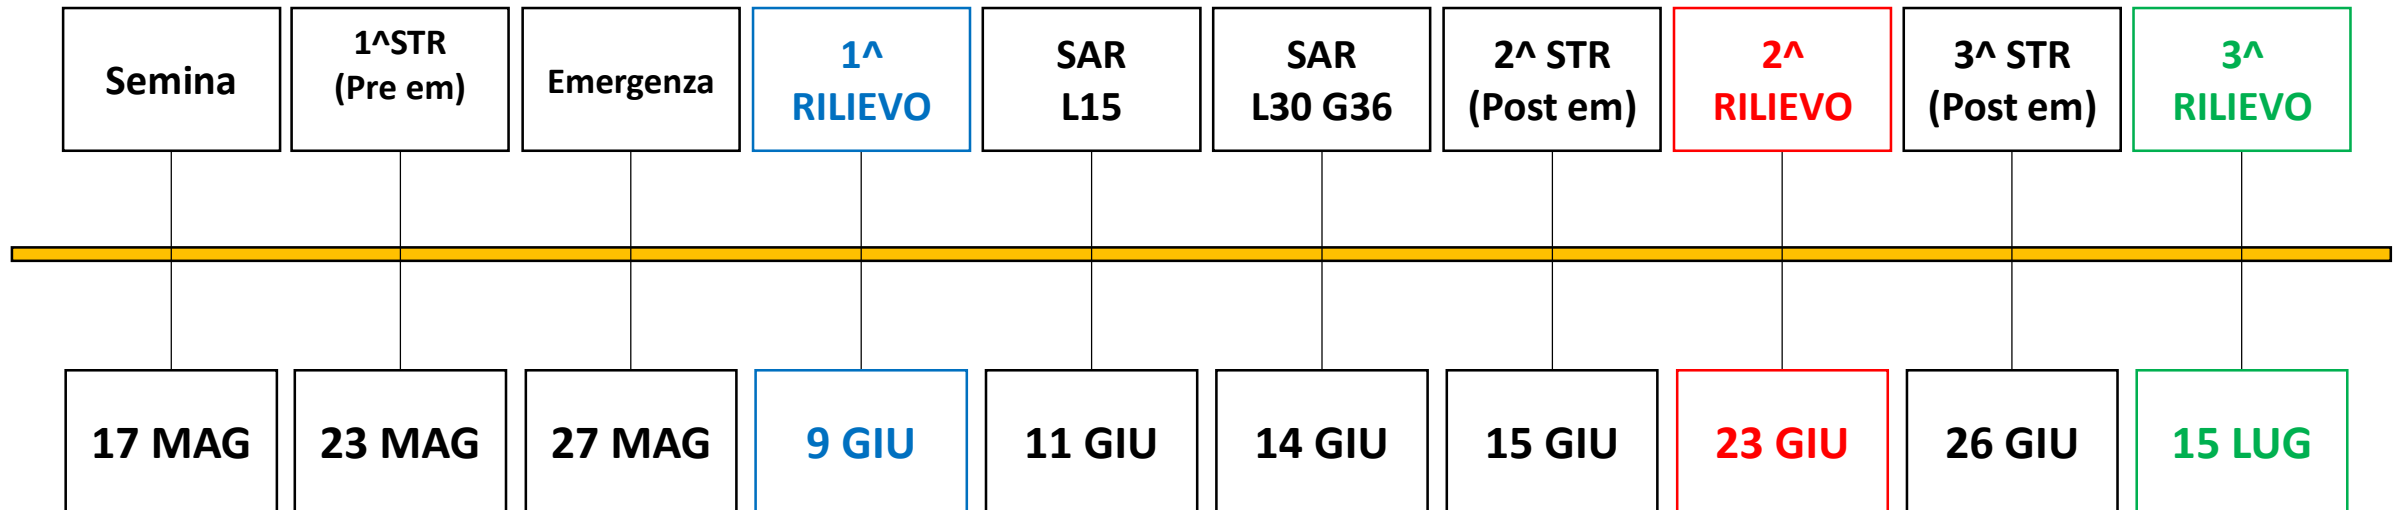 Semina
1^STR
(Pre em)
Emergenza
1^
RILIEVO
SAR
L15
SAR
L30 G36
2^ STR
(Post em)
2^
RILIEVO
3^ STR
(Post em)
3^
RILIEVO
17 MAG
23 MAG
27 MAG
9 GIU
11 GIU
14 GIU
15 GIU
23 GIU
26 GIU
15 LUG